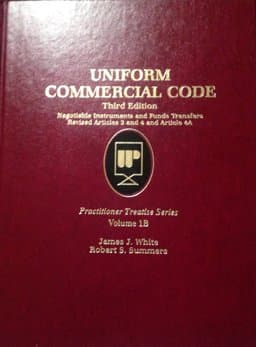 UNIFORM
COMMERCIAL CODE
Third Edition
Negotiable Instruments and Funds Transfers
Revised Articles 3 and 4 and Article 4A
WP
Practitioner Treatise Series
Volume 1B
James J. White
Robert S. Summers